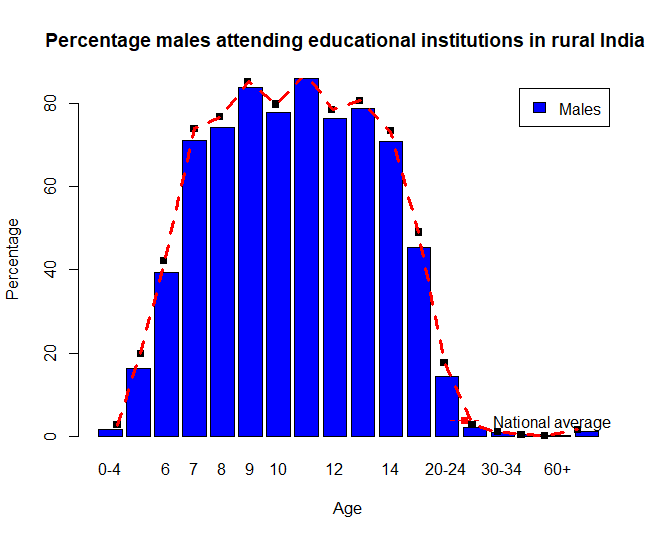 Percentage males attending educational institutions in rural India
Males
Percentage
80
60
40
20
0
National average
0-4 6 7 8 9 10 12 14 20-24 30-34 60+
Age